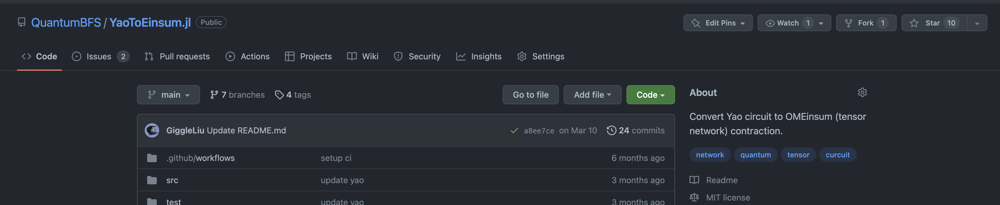 QuantumBFS / YaoToEinsum.jl Public Edit Pins Watch 1 Fork 1 Star 10
Code Issues 2 Pull requests Actions Projects Wiki Security Insights Settings
main 7 branches 4 tags Go to file Add file Code
About
Convert Yao circuit to OMEinsum (tensor
network) contraction.
network quantum tensor curcuit
Readme
MIT license
GiggleLiu Update README.md a8ee7ce on Mar 10 24 commits
.github/workflows setup ci 6 months ago
src update yao 3 months ago
test update yao 3 months ago